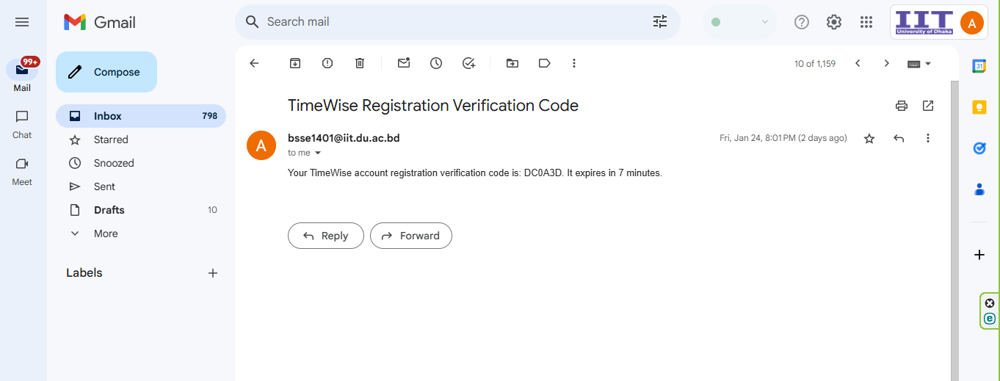 Gmail
Search mail
IIT
University of Dhaka
A
99+
Mail
Chat
Meet
Compose
Inbox 798
Starred
Snoozed
Sent
Drafts 10
More
Labels
10 of 1,159
31
TimeWise Registration Verification Code
A
bsse1401@iit.du.ac.bd
Fri, Jan 24, 8:01 PM (2 days ago)
to me
Your TimeWise account registration verification code is: DC0A3D. It expires in 7 minutes.
Reply
Forward
e